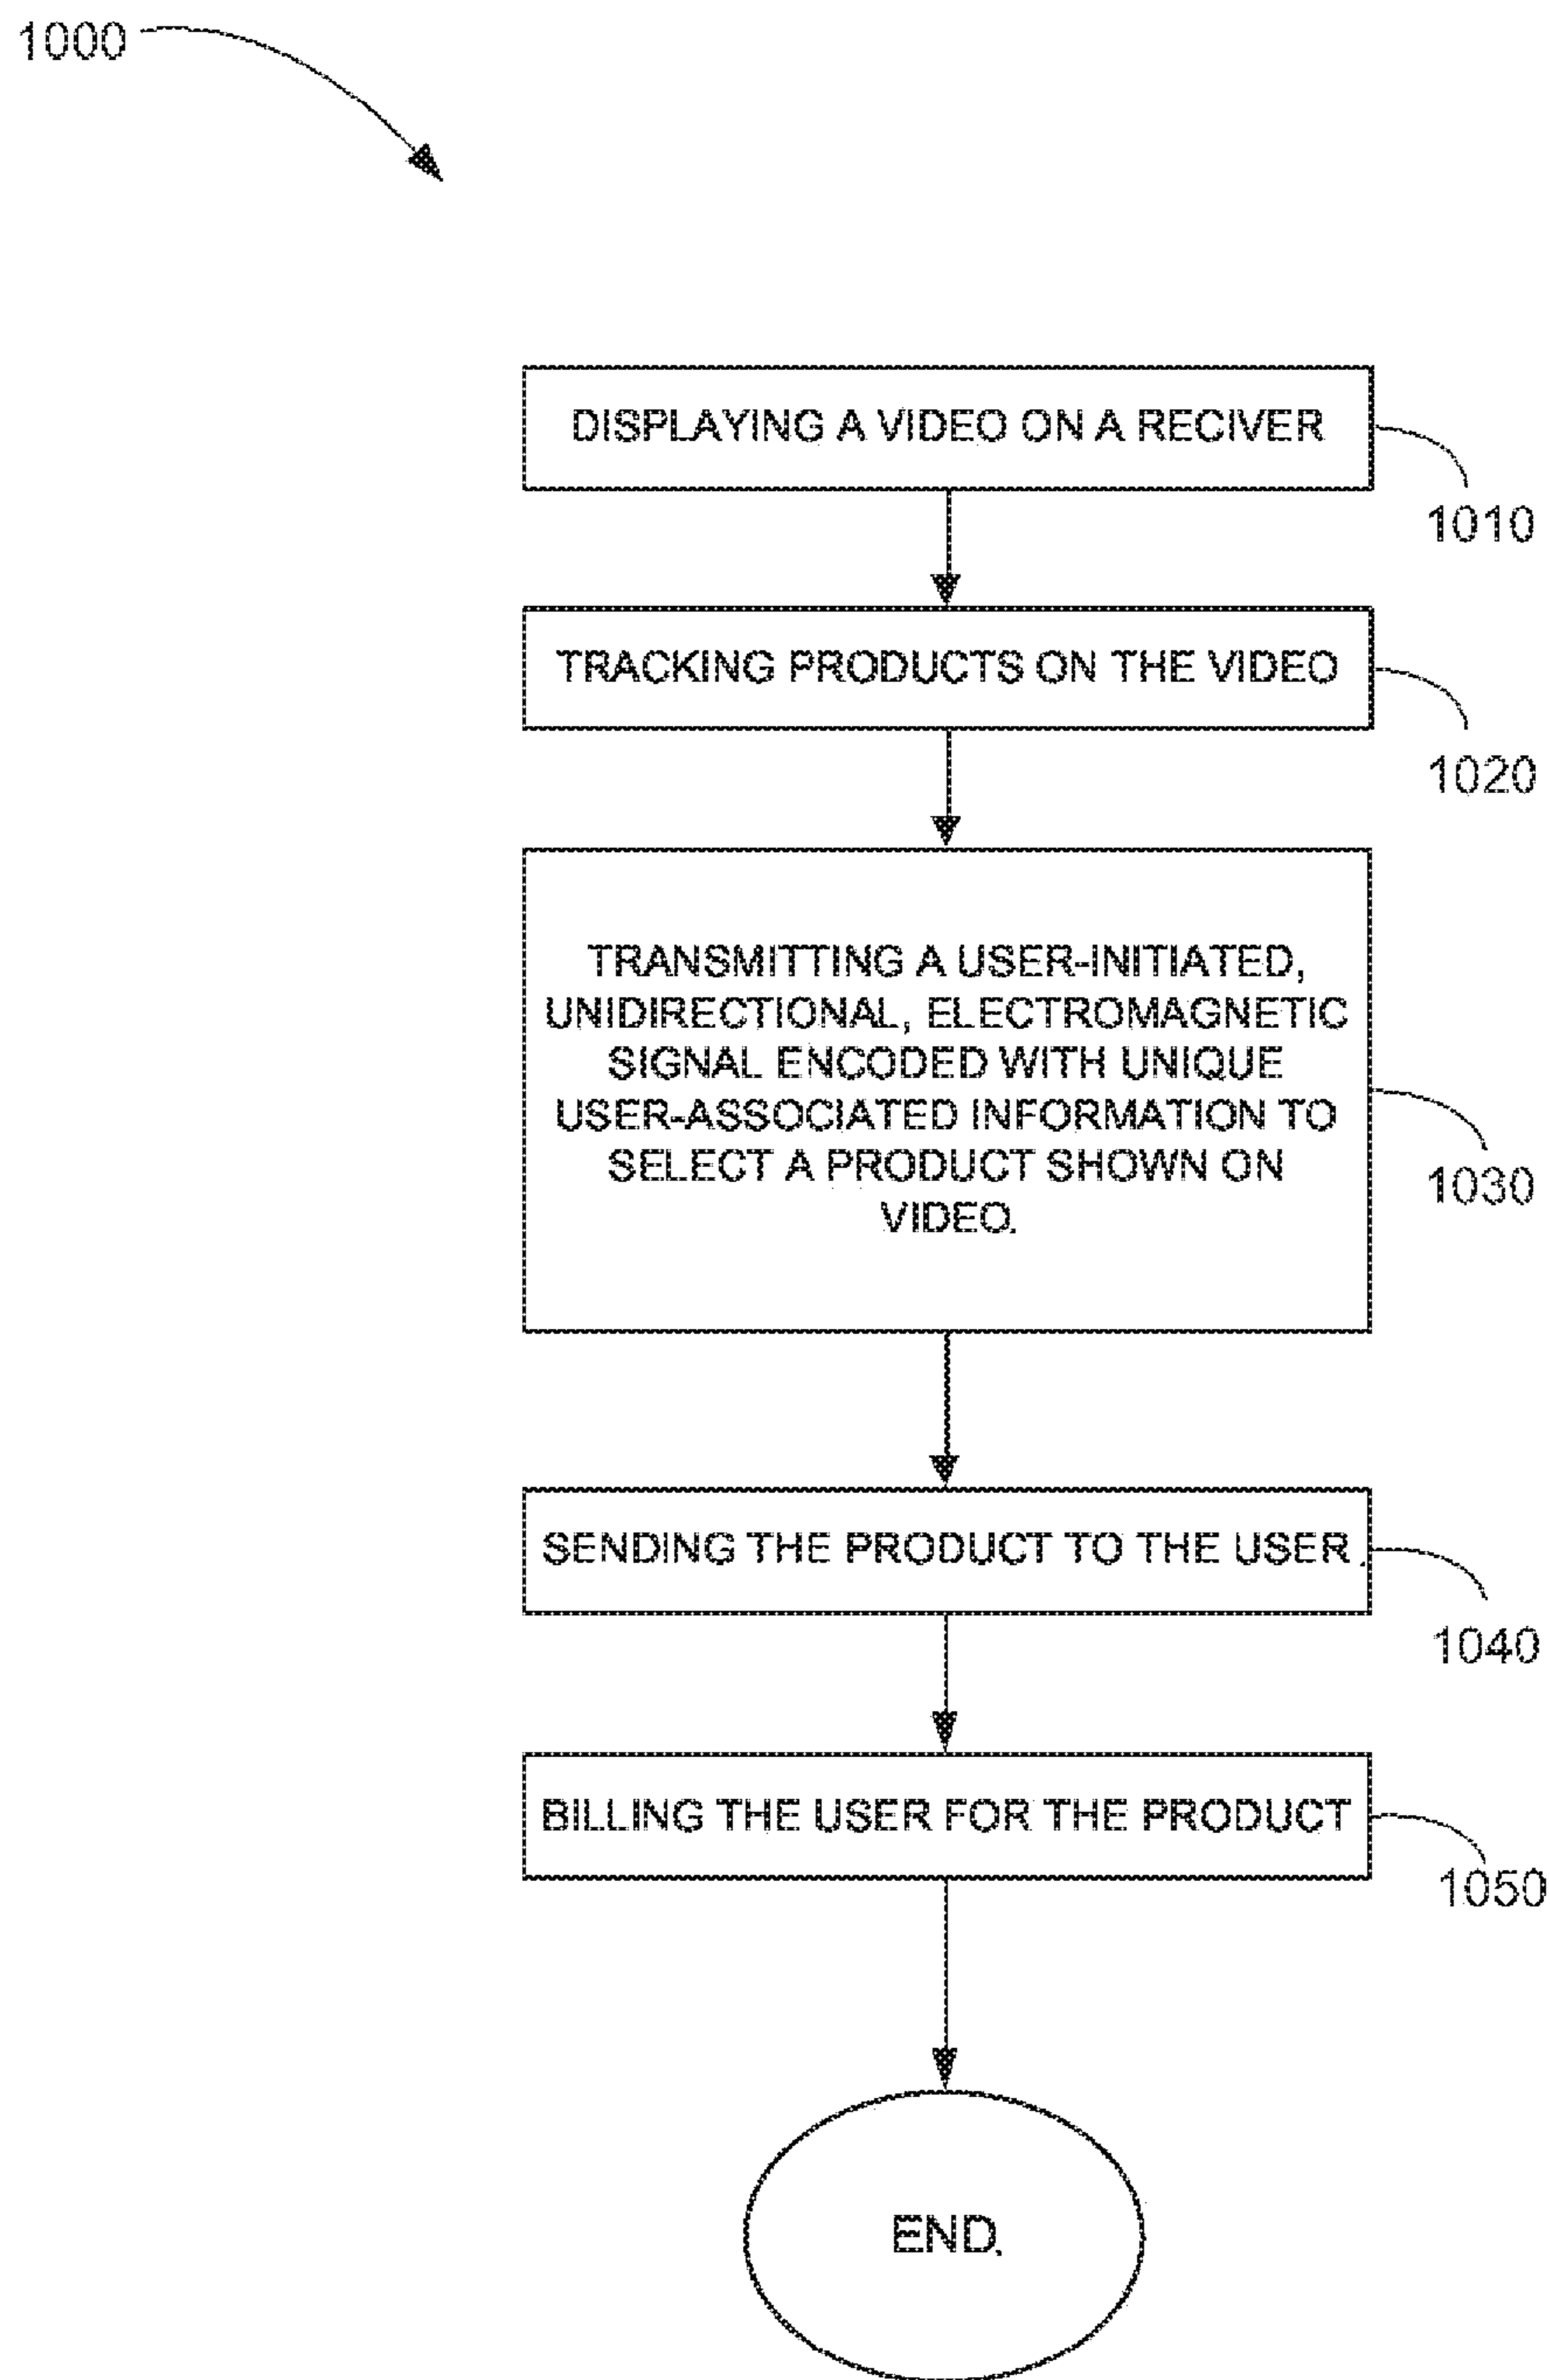 1000
DISPLAYING A VIDEO ON A RECIVER
1010
TRACKING PRODUCTS ON THE VIDEO
1020
TRANSMITTING A USER-INITIATED,
UNIDIRECTIONAL, ELECTROMAGNETIC
SIGNAL ENCODED WITH UNIQUE
USER-ASSOCIATED INFORMATION TO
SELECT A PRODUCT SHOWN ON
VIDEO.
1030
SENDING THE PRODUCT TO THE USER.
1040
BILLING THE USER FOR THE PRODUCT
1050
END.